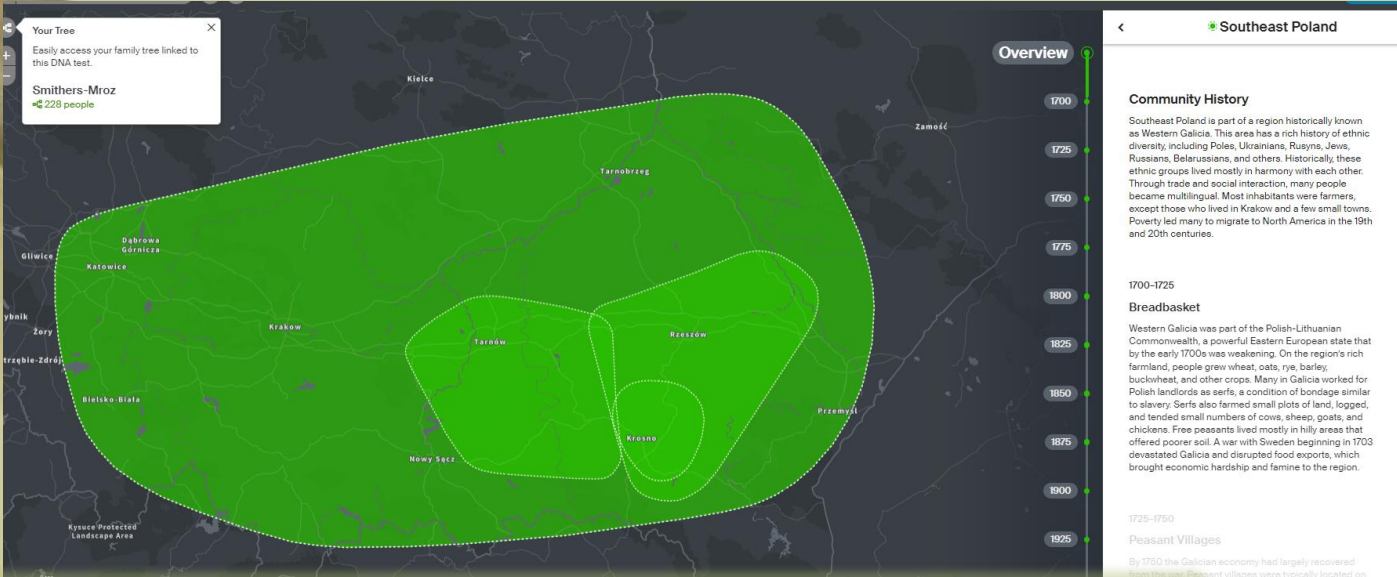 Your Tree
Easily access your family tree linked to
this DNA test.
Smithers-Mroz
228 people
Kielce
Zamość
Tarnobrzeg
Dąbrowa
Górnicza
Gliwice
Katowice
ybnik
Żory
Krakow
Tarnów
Rzeszów
trzębie-Zdrój
Bielsko-Biała
Przemyśl
Krosno
Nowy Sącz
Kysuce Protected
Landscape Area
Overview
1700
1725
1750
1775
1800
1825
1850
1875
1900
1925
Southeast Poland
Community History
Southeast Poland is part of a region historically known
as Western Galicia. This area has a rich history of ethnic
diversity, including Poles, Ukrainians, Rusyns, Jews,
Russians, Belarussians, and others. Historically, these
ethnic groups lived mostly in harmony with each other.
Through trade and social interaction, many people
became multilingual. Most inhabitants were farmers,
except those who lived in Krakow and a few small towns.
Poverty led many to migrate to North America in the 19th
and 20th centuries.
1700–1725
Breadbasket
Western Galicia was part of the Polish-Lithuanian
Commonwealth, a powerful Eastern European state that
by the early 1700s was weakening. On the region's rich
farmland, people grew wheat, oats, rye, barley,
buckwheat, and other crops. Many in Galicia worked for
Polish landlords as serfs, a condition of bondage similar
to slavery. Serfs also farmed small plots of land, logged,
and tended small numbers of cows, sheep, goats, and
chickens. Free peasants lived mostly in hilly areas that
offered poorer soil. A war with Sweden beginning in 1703
devastated Galicia and disrupted food exports, which
brought economic hardship and famine to the region.
1725–1750
Peasant Villages
By 1750 the Galician economy had largely recovered
from the war. Peasant villages were typically located on